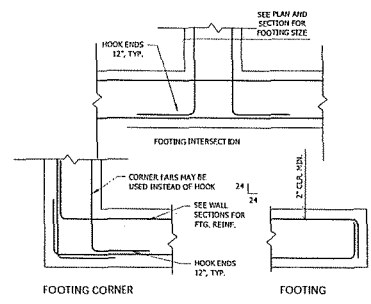 SEE PLAN AND
SECTION FOR
FOOTING SIZE
HOOK ENDS
12", TYP.
FOOTING INTERSECTION
CORNER FARS MAY BE
USED INSTEAD OF HOOK
24
24
2" CLR. MIN.
SEE WALL
SECTIONS FOR
FTG. REINF.
HOOK ENDS
12", TYP.
FOOTING CORNER
FOOTING